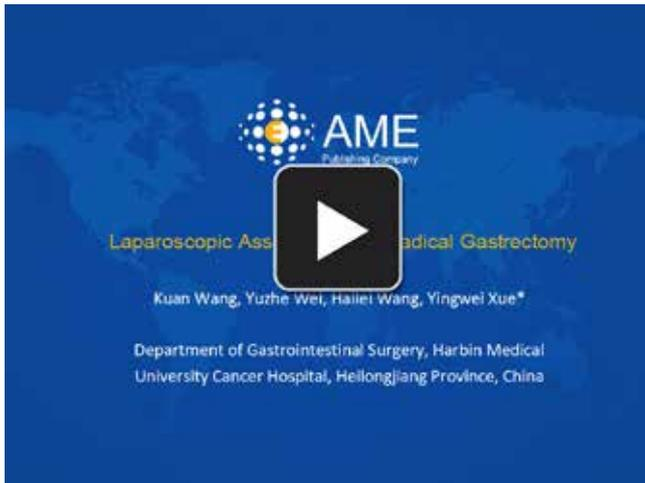 AME
Publishing Company
Laparoscopic Ass adical Gastrectomy
Kuan Wang, Yuzhe Wei, Hailei Wang, Yingwei Xue*
Department of Gastrointestinal Surgery, Harbin Medical
University Cancer Hospital, Heilongjiang Province, China